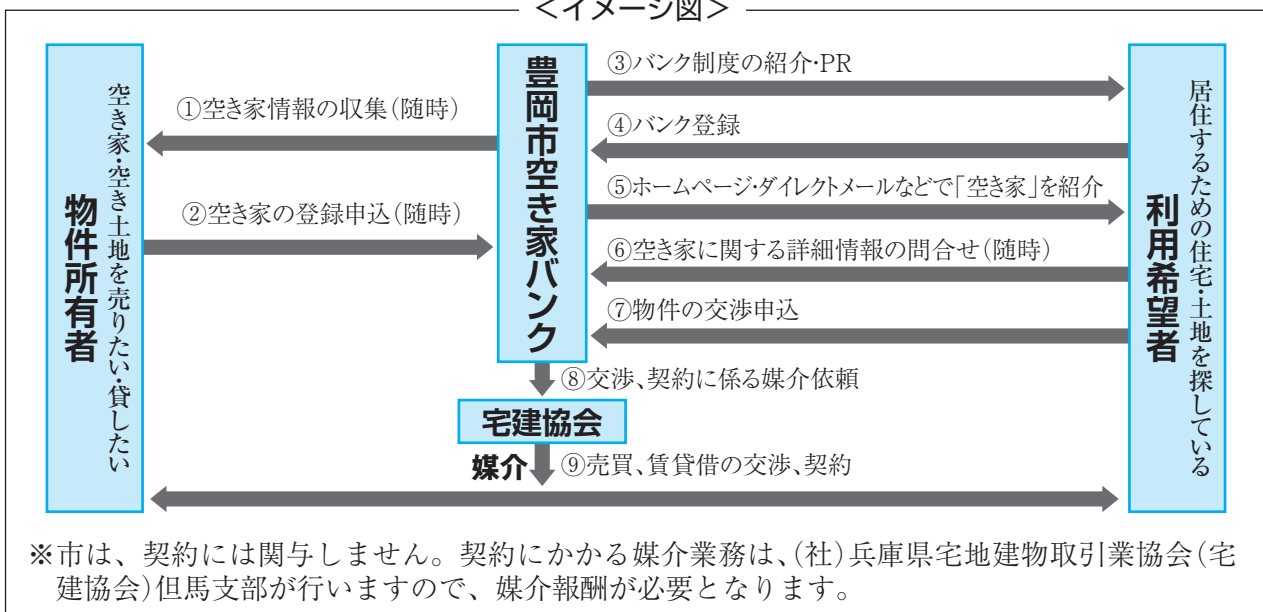 ＜イメージ図＞
物件所有者
空き家・空き土地を売りたい・貸したい
①空き家情報の収集(随時)
②空き家の登録申込(随時)
豊岡市空き家バンク
③バンク制度の紹介・PR
④バンク登録
⑤ホームページ・ダイレクトメールなどで「空き家」を紹介
⑥空き家に関する詳細情報の問合せ(随時)
⑦物件の交渉申込
利用希望者
居住するための住宅・土地を探している
⑧交渉、契約に係る媒介依頼
宅建協会
媒介
⑨売買、賃貸借の交渉、契約
※市は、契約には関与しません。契約にかかる媒介業務は、(社)兵庫県宅地建物取引業協会(宅
建協会)但馬支部が行いますので、媒介報酬が必要となります。